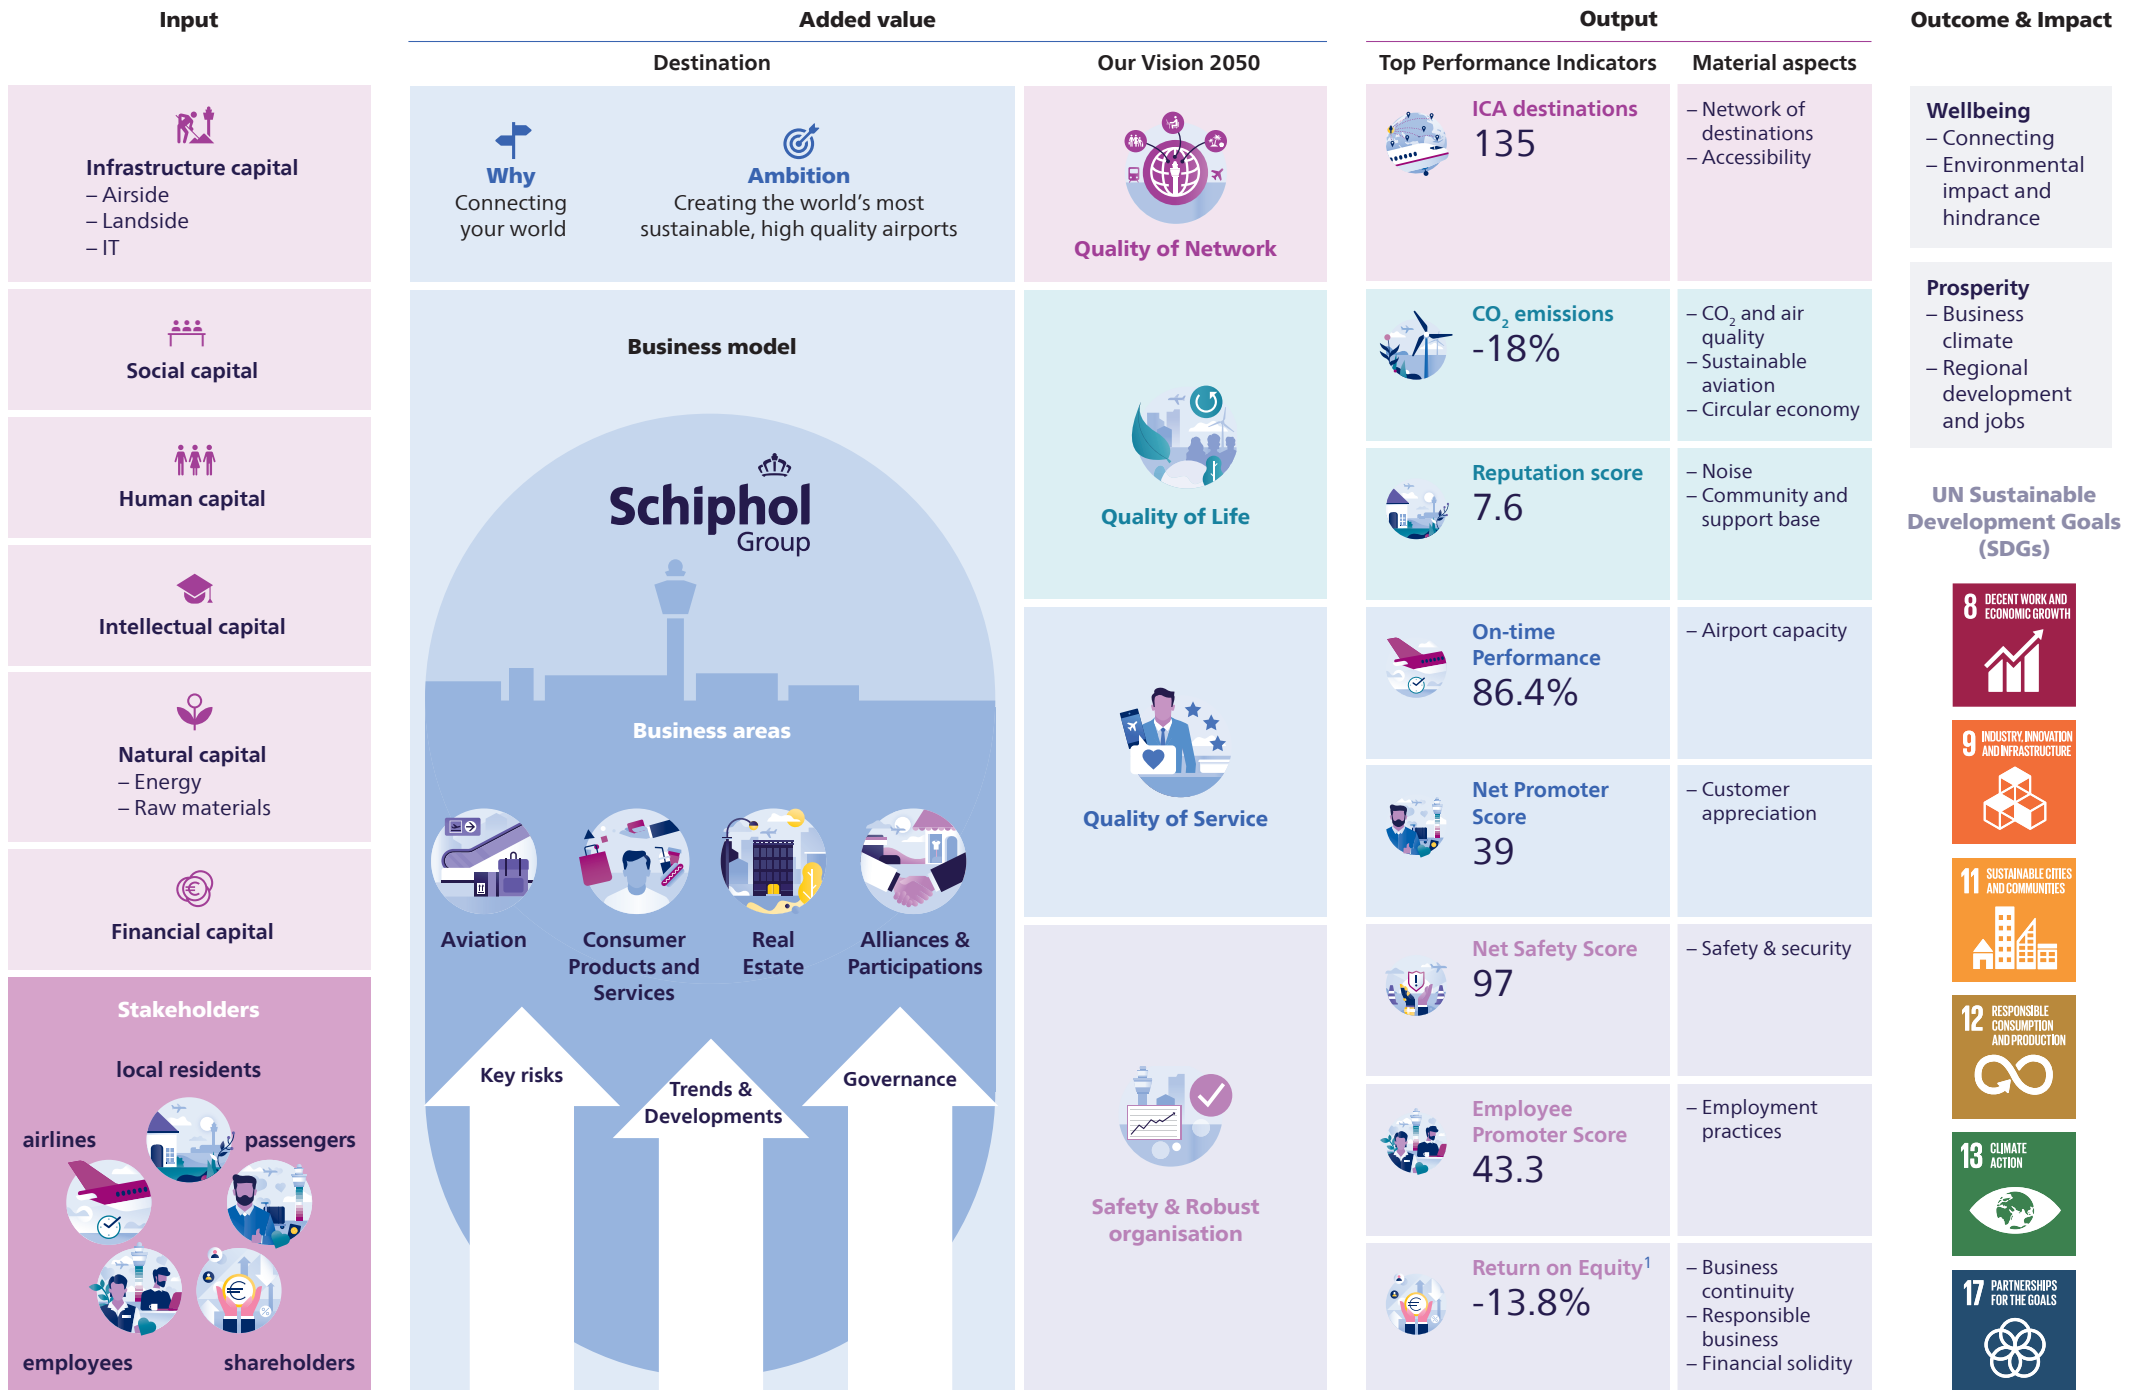 Input
Infrastructure capital
– Airside
– Landside
– IT
Social capital
Human capital
Intellectual capital
Natural capital
– Energy
– Raw materials
Financial capital
Stakeholders
local residents
airlines
passengers
employees
shareholders
Added value
Destination
Our Vision 2050
Why
Connecting
your world
Ambition
Creating the world's most
sustainable, high quality airports
Business model
Schiphol
Group
Business areas
Aviation
Consumer
Products and
Services
Real
Estate
Alliances &
Participations
Key risks
Trends &
Developments
Governance
Quality of Network
Quality of Life
Quality of Service
Safety & Robust
organisation
Output
Top Performance Indicators
Material aspects
ICA destinations
135
– Network of
destinations
– Accessibility
CO2 emissions
-18%
– CO2 and air
quality
– Sustainable
aviation
– Circular economy
Reputation score
7.6
– Noise
– Community and
support base
On-time
Performance
86.4%
– Airport capacity
Net Promoter
Score
39
– Customer
appreciation
Net Safety Score
97
– Safety & security
Employee
Promoter Score
43.3
– Employment
practices
Return on Equity1
-13.8%
– Business
continuity
– Responsible
business
– Financial solidity
Outcome & Impact
Wellbeing
– Connecting
– Environmental
impact and
hindrance
Prosperity
– Business
climate
– Regional
development
and jobs
UN Sustainable
Development Goals
(SDGs)
8 DECENT WORK AND
ECONOMIC GROWTH
9 INDUSTRY, INNOVATION
AND INFRASTRUCTURE
11 SUSTAINABLE CITIES
AND COMMUNITIES
12 RESPONSIBLE
CONSUMPTION
AND PRODUCTION
13 CLIMATE
ACTION
17 PARTNERSHIPS
FOR THE GOALS